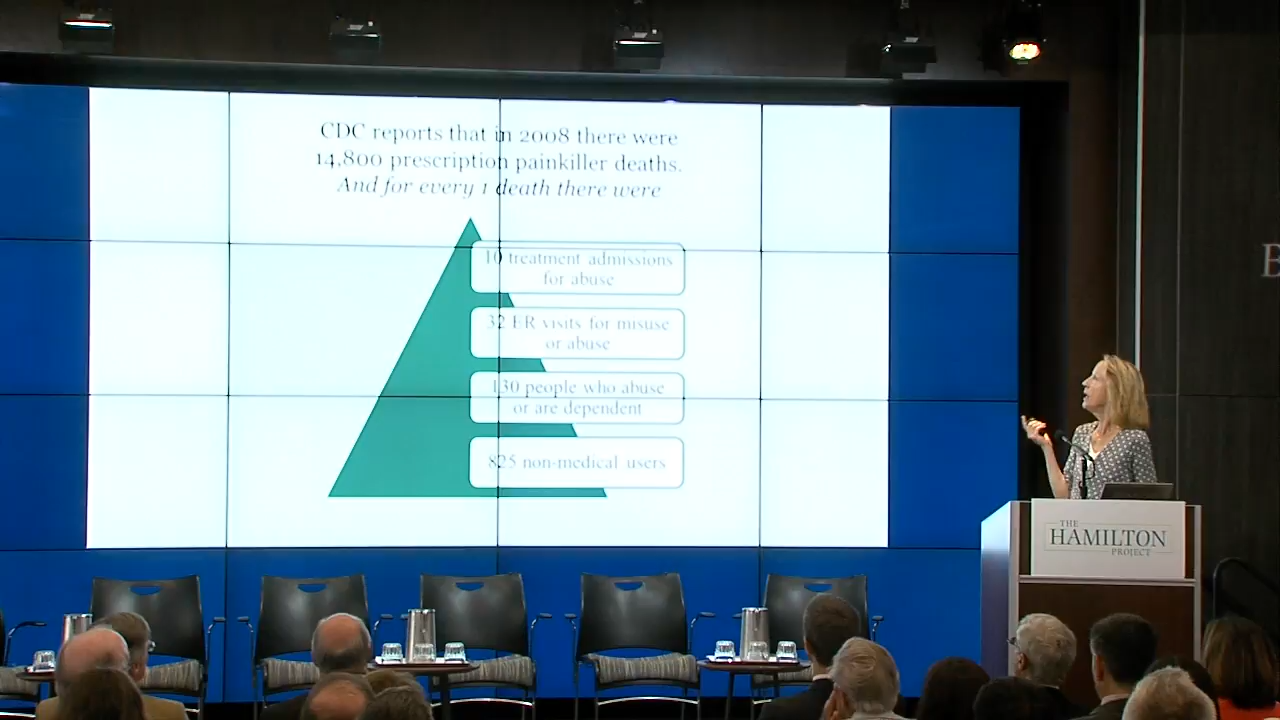 CDC reports that in 2008 there were
14,800 prescription painkiller deaths.
And for every 1 death there were
10 treatment admissions
for abuse
32 ER visits for misuse
or abuse
130 people who abuse
or are dependent
825 non-medical users
THE
HAMILTON
PROJECT